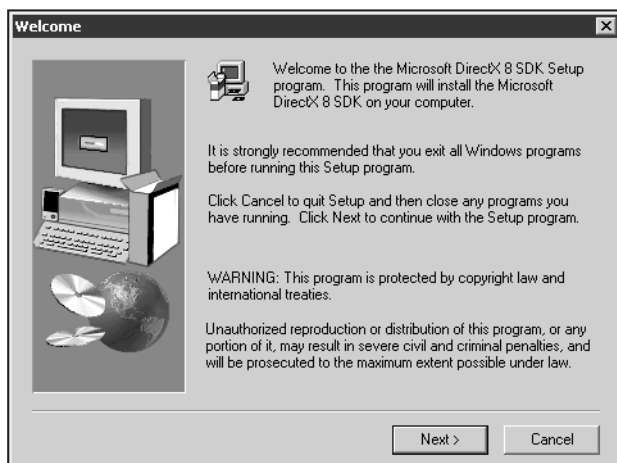 Welcome
Welcome to the the Microsoft DirectX 8 SDK Setup
program. This program will install the Microsoft
DirectX 8 SDK on your computer.
It is strongly recommended that you exit all Windows programs
before running this Setup program.
Click Cancel to quit Setup and then close any programs you
have running. Click Next to continue with the Setup program.
WARNING: This program is protected by copyright law and
international treaties.
Unauthorized reproduction or distribution of this program, or any
portion of it, may result in severe civil and criminal penalties, and
will be prosecuted to the maximum extent possible under law.
Next >
Cancel